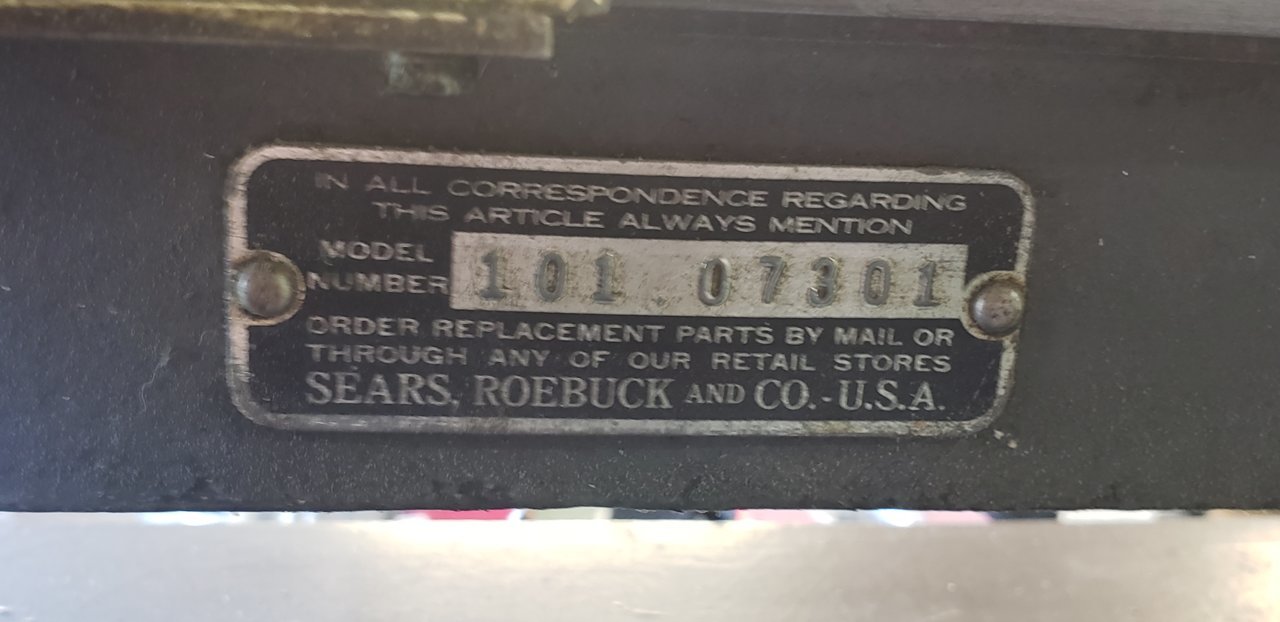 IN ALL CORRESPONDENCE REGARDING
THIS ARTICLE ALWAYS MENTION
MODEL
NUMBER 101.07301
ORDER REPLACEMENT PARTS BY MAIL OR
THROUGH ANY OF OUR RETAIL STORES
SEARS, ROEBUCK AND CO.-U.S.A.